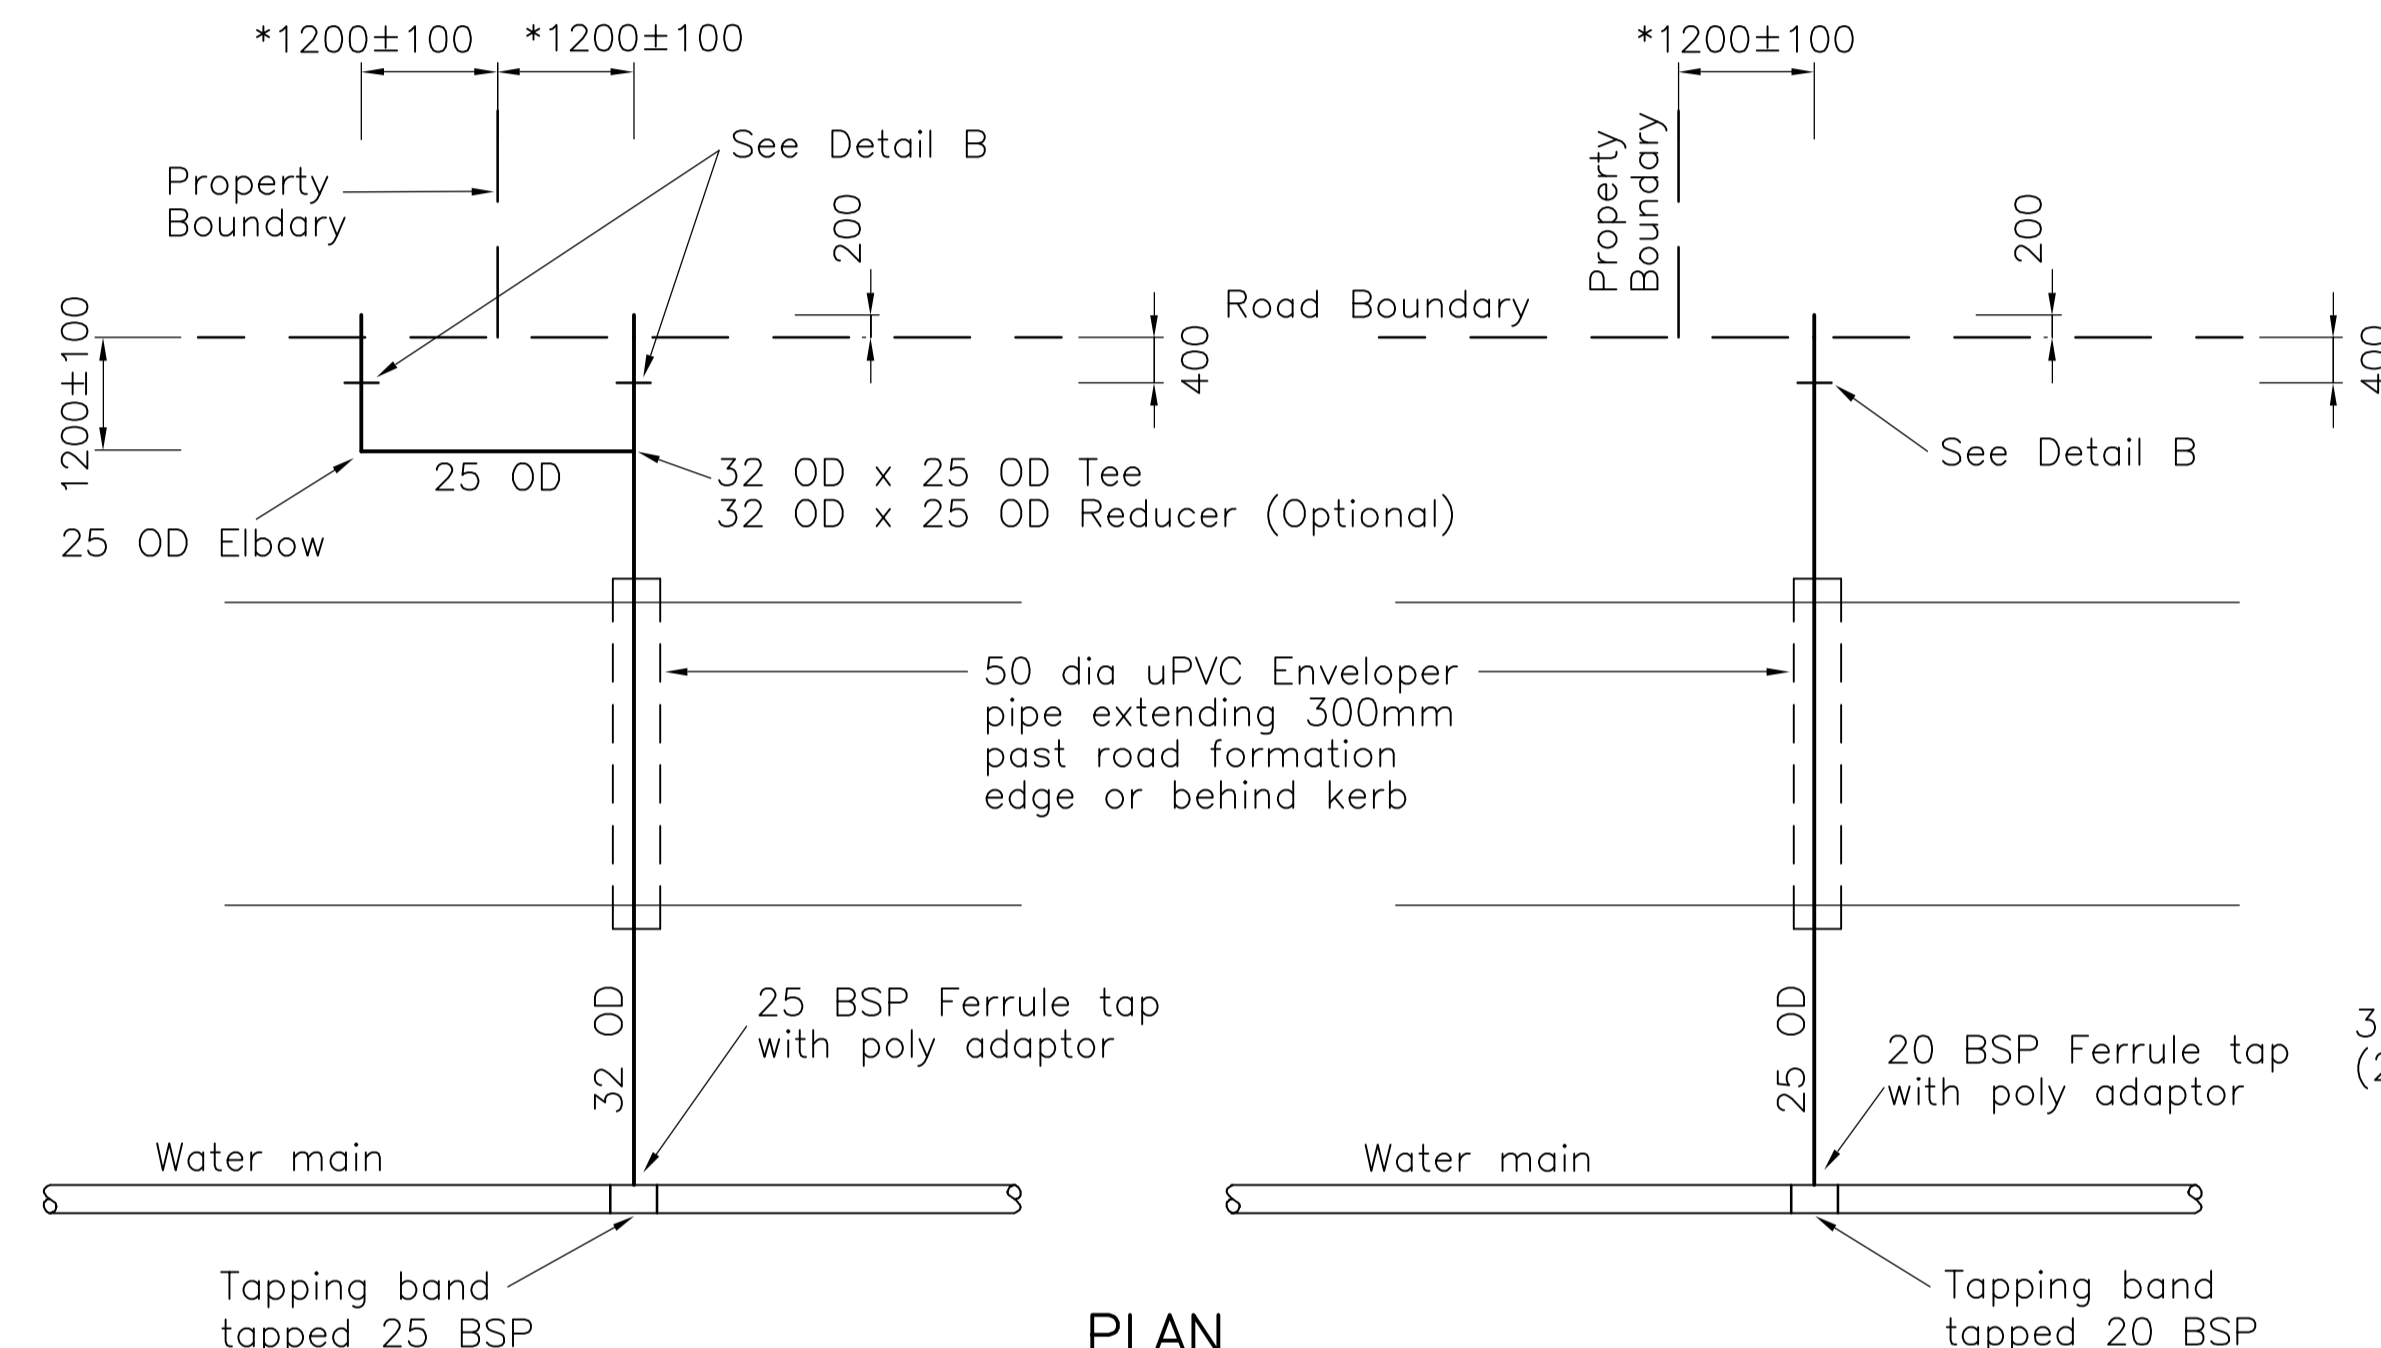 *1200±100
*1200±100
*1200±100
See Detail B
Property
Boundary
200
Property
Boundary
200
Road Boundary
1200±100
400
400
See Detail B
25 OD
32 OD x 25 OD Tee
32 OD x 25 OD Reducer (Optional)
25 OD Elbow
50 dia uPVC Enveloper
pipe extending 300mm
past road formation
edge or behind kerb
32 OD
25 BSP Ferrule tap
with poly adaptor
25 OD
20 BSP Ferrule tap
with poly adaptor
Water main
Water main
Tapping band
tapped 25 BSP
PLAN
Tapping band
tapped 20 BSP